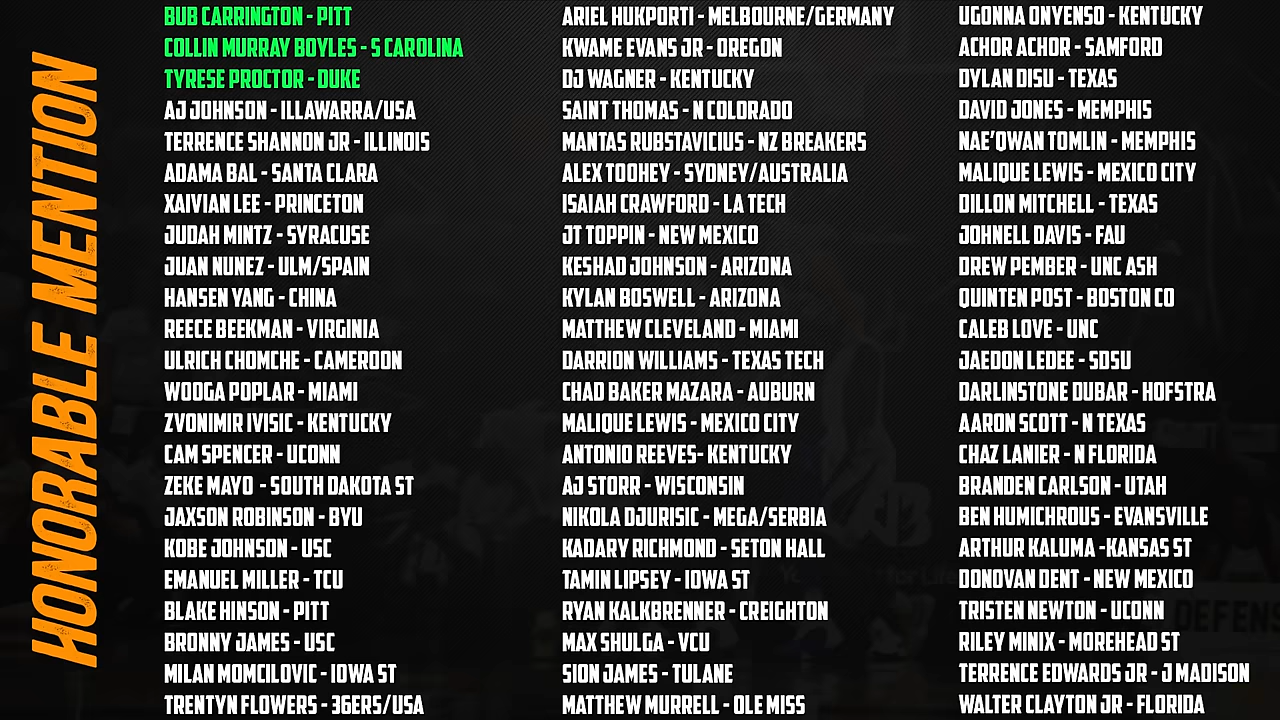 HONORABLE MENTION
BUB CARRINGTON - PITT
COLLIN MURRAY BOYLES - S CAROLINA
TYRESE PROCTOR - DUKE
AJ JOHNSON - ILLAWARRA/USA
TERRENCE SHANNON JR - ILLINOIS
ADAMA BAL - SANTA CLARA
XAIVIAN LEE - PRINCETON
JUDAH MINTZ - SYRACUSE
JUAN NUNEZ - ULM/SPAIN
HANSEN YANG - CHINA
REECE BEEKMAN - VIRGINIA
ULRICH CHOMCHE - CAMEROON
WOOGA POPLAR - MIAMI
ZVONIMIR IVISIC - KENTUCKY
CAM SPENCER - UCONN
ZEKE MAYO - SOUTH DAKOTA ST
JAXSON ROBINSON - BYU
KOBE JOHNSON - USC
EMANUEL MILLER - TCU
BLAKE HINSON - PITT
BRONNY JAMES - USC
MILAN MOMCILOVIC - IOWA ST
TRENTYN FLOWERS - 36ERS/USA
ARIEL HUKPORTI - MELBOURNE/GERMANY
KWAME EVANS JR - OREGON
DJ WAGNER - KENTUCKY
SAINT THOMAS - N COLORADO
MANTAS RUBSTAVICIUS - NZ BREAKERS
ALEX TOOHEY - SYDNEY/AUSTRALIA
ISAIAH CRAWFORD - LA TECH
JT TOPPIN - NEW MEXICO
KESHAD JOHNSON - ARIZONA
KYLAN BOSWELL - ARIZONA
MATTHEW CLEVELAND - MIAMI
DARRION WILLIAMS - TEXAS TECH
CHAD BAKER MAZARA - AUBURN
MALIQUE LEWIS - MEXICO CITY
ANTONIO REEVES- KENTUCKY
AJ STORR - WISCONSIN
NIKOLA DJURISIC - MEGA/SERBIA
KADARY RICHMOND - SETON HALL
TAMIN LIPSEY - IOWA ST
RYAN KALKBRENNER - CREIGHTON
MAX SHULGA - VCU
SION JAMES - TULANE
MATTHEW MURRELL - OLE MISS
UGONNA ONYENSO - KENTUCKY
ACHOR ACHOR - SAMFORD
DYLAN DISU - TEXAS
DAVID JONES - MEMPHIS
NAE'QWAN TOMLIN - MEMPHIS
MALIQUE LEWIS - MEXICO CITY
DILLON MITCHELL - TEXAS
JOHNELL DAVIS - FAU
DREW PEMBER - UNC ASH
QUINTEN POST - BOSTON CO
CALEB LOVE - UNC
JAEDON LEDEE - SDSU
DARLINSTONE DUBAR - HOFSTRA
AARON SCOTT - N TEXAS
CHAZ LANIER - N FLORIDA
BRANDEN CARLSON - UTAH
BEN HUMICHROUS - EVANSVILLE
ARTHUR KALUMA -KANSAS ST
DONOVAN DENT - NEW MEXICO
TRISTEN NEWTON - UCONN
RILEY MINIX - MOREHEAD ST
TERRENCE EDWARDS JR - J MADISON
WALTER CLAYTON JR - FLORIDA